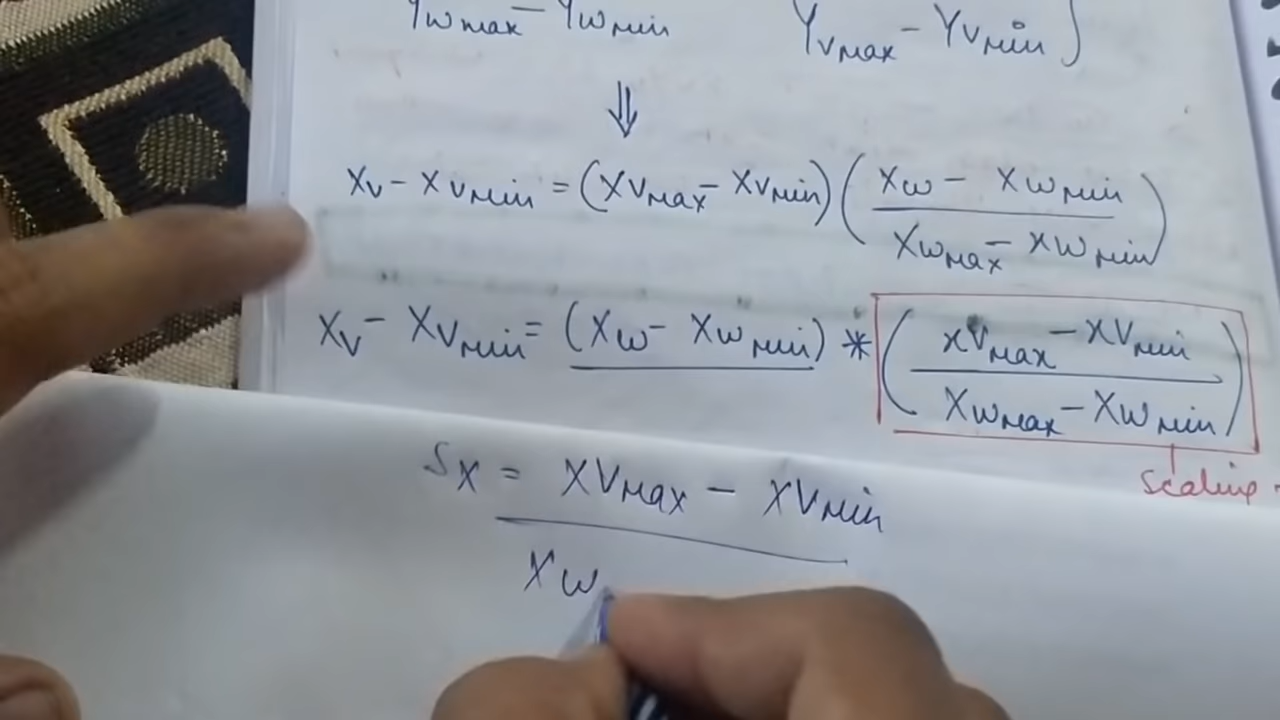 Ywmax - Ywmin Yvmax - Yvmin ]
⇓
Xv - Xvmin = (Xvmax - Xvmin) ( Xw - Xwmin / Xwmax - Xwmin )
Xv - Xvmin = (Xw - Xwmin) * ( Xvmax - Xvmin / Xwmax - Xwmin )
Scaling
Sx = Xvmax - Xvmin
Xw